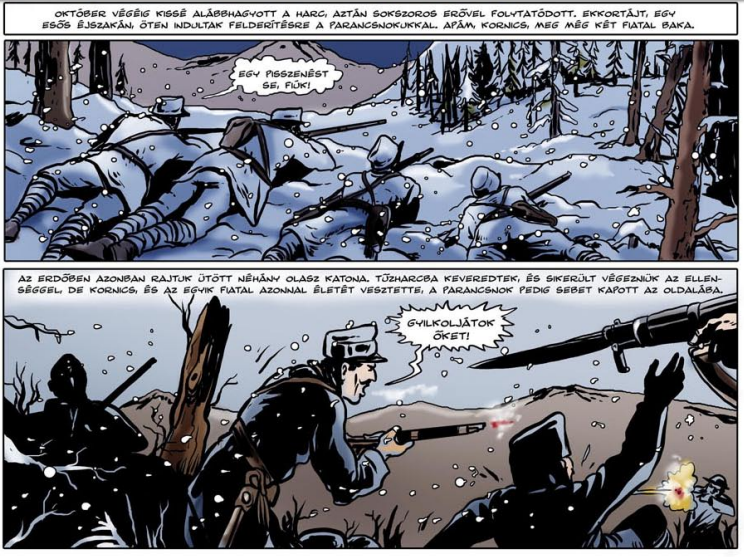 OKTÓBER VÉGÉIG KISSÉ ALÁBBHAGYOTT A HARC, AZTÁN SOKSZOROS ERŐVEL FOLYTATÓDOTT. EKKORTÁJT, EGY
ESŐS ÉJSZAKÁN, ÖTEN INDULTAK FELDERÍTÉSRE A PARANCSNOKUKKAL. APÁM, KORNICS, MEG MÉG KÉT FIATAL BAKA.
EGY PISSZENÉST
SE, FIÚK!
AZ ERDŐBEN AZONBAN RAJTUK ÜTÖTT NÉHÁNY OLASZ KATONA. TŰZHARCBA KEVEREDTEK, ÉS SIKERÜLT VÉGEZNIÜK AZ ELLEN-
SÉGGEL, DE KORNICS, ÉS AZ EGYIK FIATAL AZONNAL ÉLETÉT VESZTETTE, A PARANCSNOK PEDIG SEBET KAPOTT AZ OLDALÁBA.
GYILKOLJÁTOK
ŐKET!